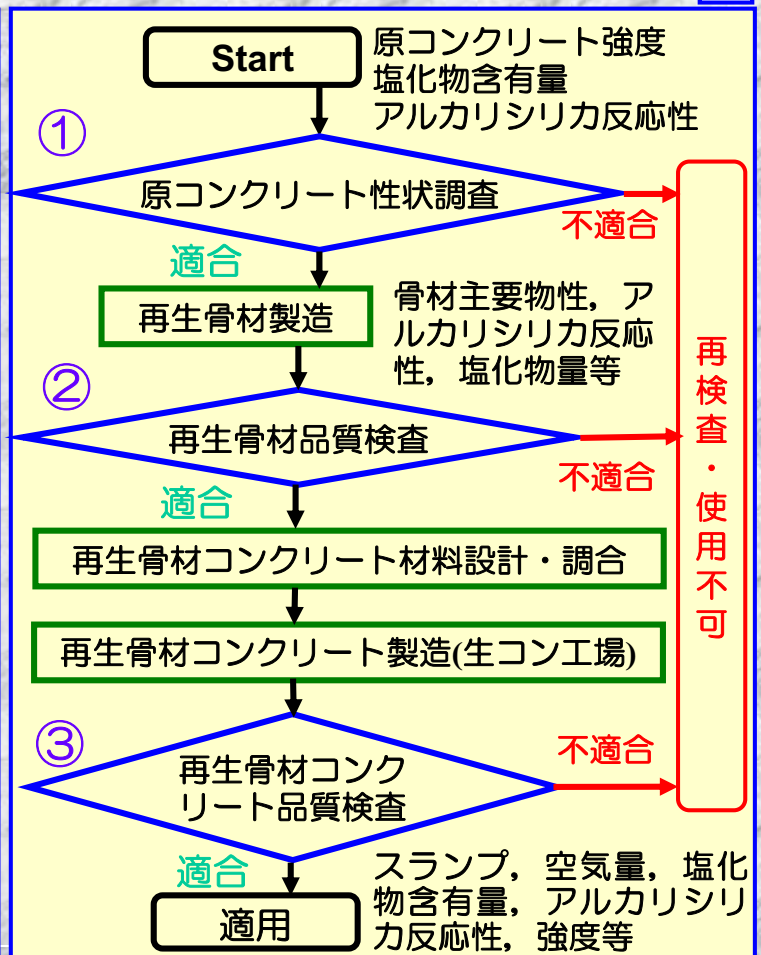 Start
原コンクリート強度
塩化物含有量
アルカリシリカ反応性
①
原コンクリート性状調査
不適合
適合
再生骨材製造
骨材主要物性，ア
ルカリシリカ反応
性，塩化物量等
②
再生骨材品質検査
不適合
適合
再生骨材コンクリート材料設計・調合
再生骨材コンクリート製造(生コン工場)
③
再生骨材コンク
リート品質検査
不適合
適合
適用
スランプ，空気量，塩化
物含有量，アルカリシリ
カ反応性，強度等
再検査・使用不可